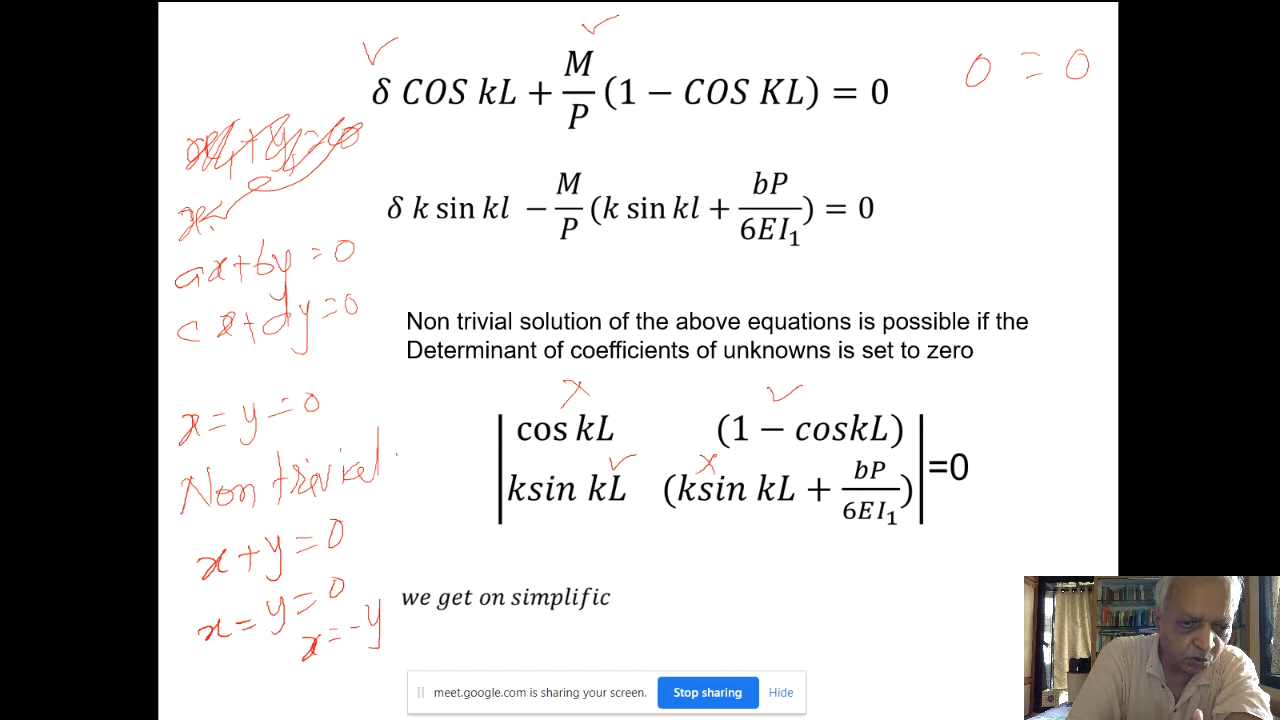 δ COS kL + M/P (1 − COS KL) = 0
0 = 0
δ k sin kl − M/P (k sin kl + bP/6EI₁) = 0
ax+by=0
cx+dy=0
Non trivial solution of the above equations is possible if the
Determinant of coefficients of unknowns is set to zero
x=y=0
| cos kL (1 − coskL) |
| ksin kL (ksin kL + bP/6EI₁) | =0
Non trivial
x+y=0
x=y=0
x=-y
we get on simplific
meet.google.com is sharing your screen. Stop sharing Hide